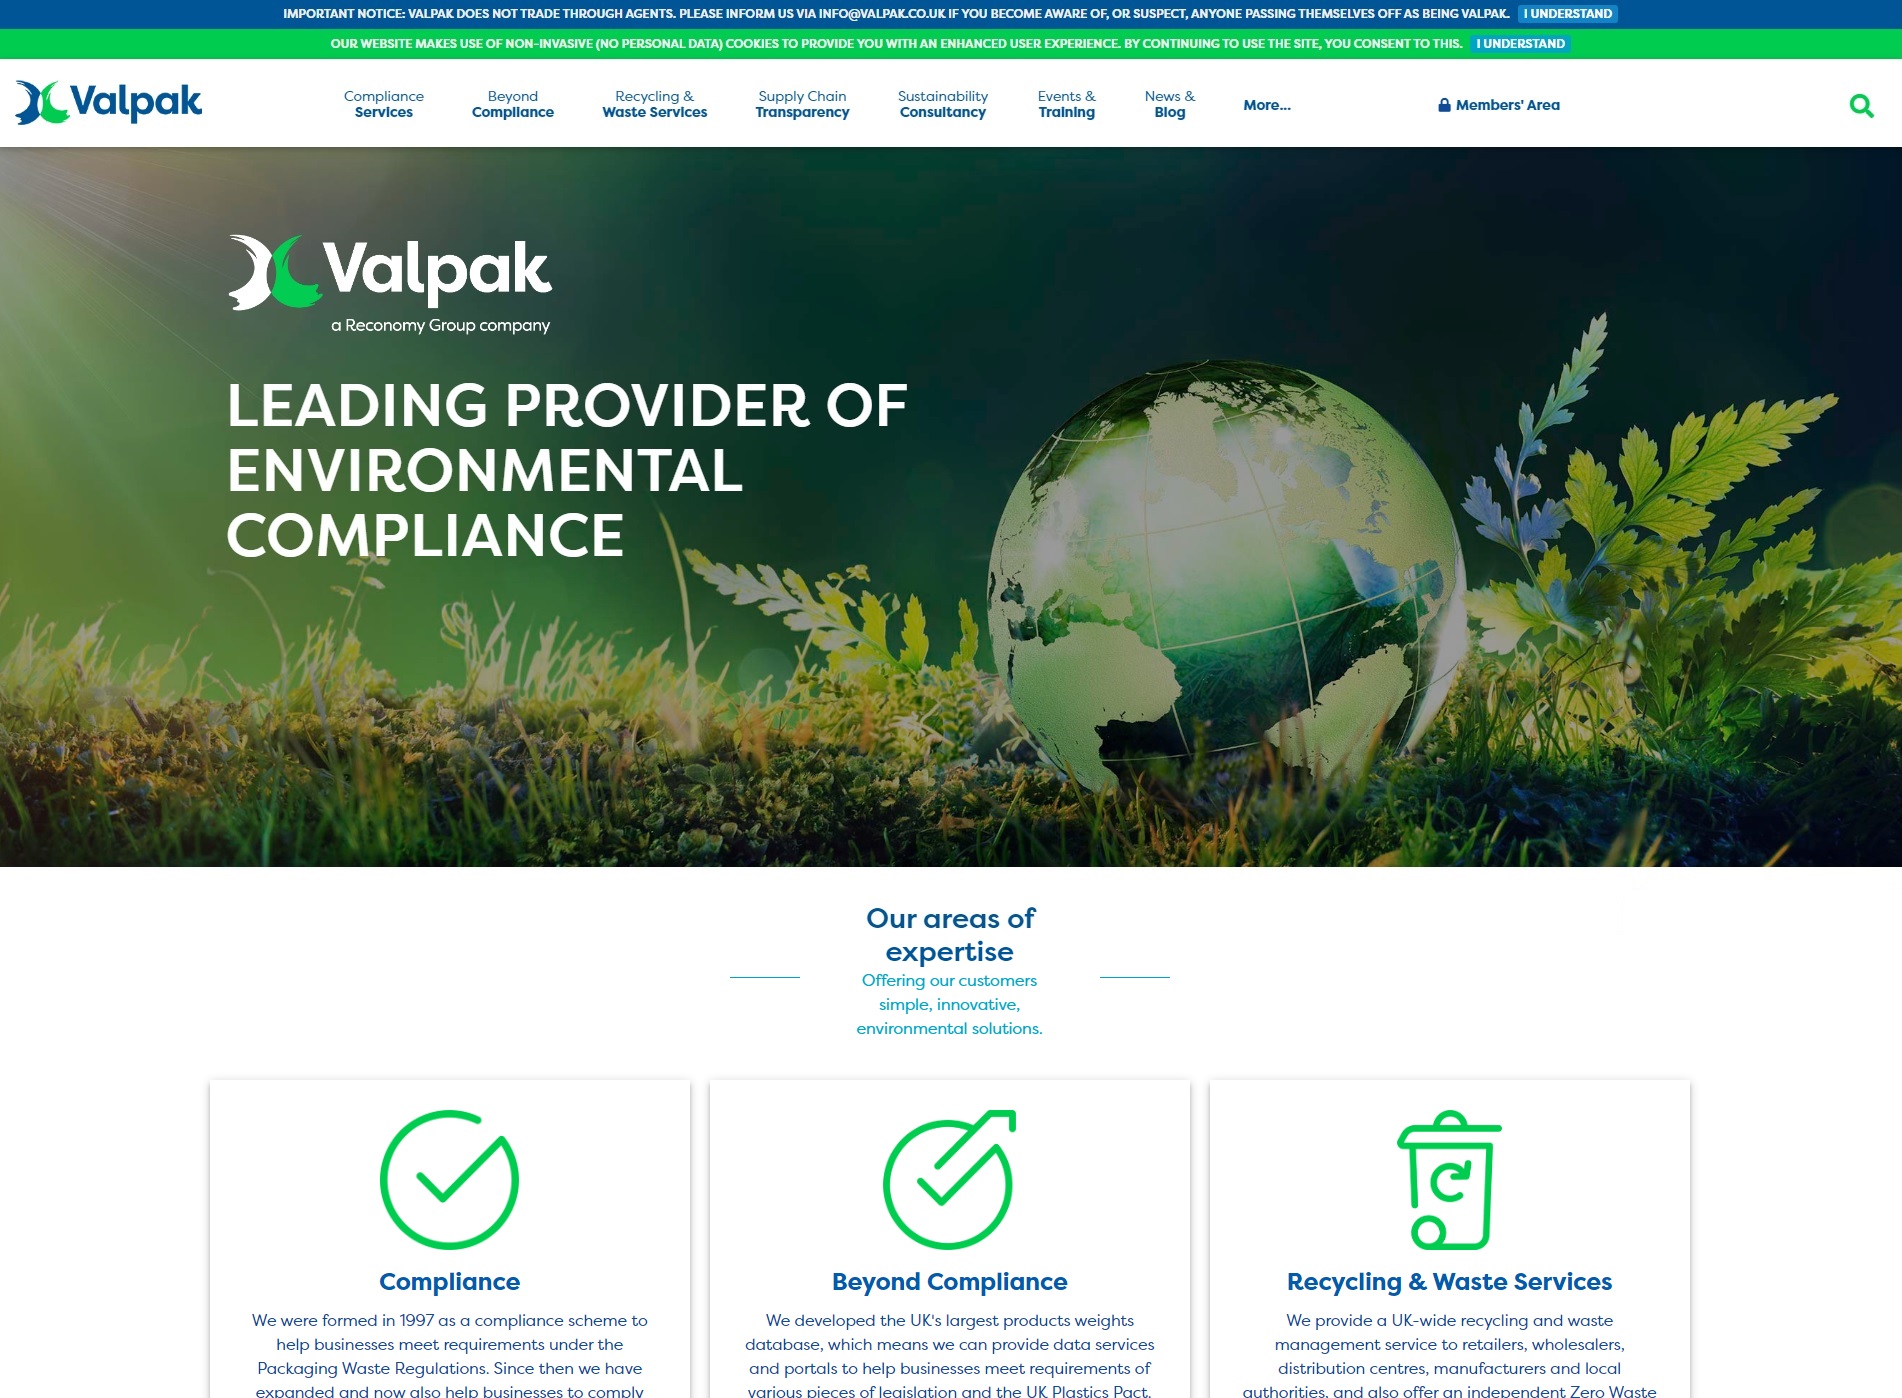 IMPORTANT NOTICE: VALPAK DOES NOT TRADE THROUGH AGENTS. PLEASE INFORM US VIA INFO@VALPAK.CO.UK IF YOU BECOME AWARE OF, OR SUSPECT, ANYONE PASSING THEMSELVES OFF AS BEING VALPAK. I UNDERSTAND
OUR WEBSITE MAKES USE OF NON-INVASIVE (NO PERSONAL DATA) COOKIES TO PROVIDE YOU WITH AN ENHANCED USER EXPERIENCE. BY CONTINUING TO USE THE SITE, YOU CONSENT TO THIS. I UNDERSTAND
Valpak
Compliance
Services
Beyond
Compliance
Recycling &
Waste Services
Supply Chain
Transparency
Sustainability
Consultancy
Events &
Training
News &
Blog
More...
Members' Area
Valpak
a Reconomy Group company
LEADING PROVIDER OF
ENVIRONMENTAL
COMPLIANCE
Our areas of
expertise
Offering our customers
simple, innovative,
environmental solutions.
Compliance
We were formed in 1997 as a compliance scheme to
help businesses meet requirements under the
Packaging Waste Regulations. Since then we have
expanded and now also help businesses to comply
Beyond Compliance
We developed the UK's largest products weights
database, which means we can provide data services
and portals to help businesses meet requirements of
various pieces of legislation and the UK Plastics Pact.
Recycling & Waste Services
We provide a UK-wide recycling and waste
management service to retailers, wholesalers,
distribution centres, manufacturers and local
authorities, and also offer an independent Zero Waste